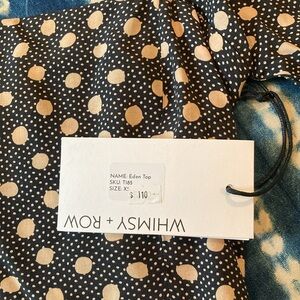 NAME: Eden Top
SKU: T185
SIZE: XS
$ 110
WHIMSY + ROW